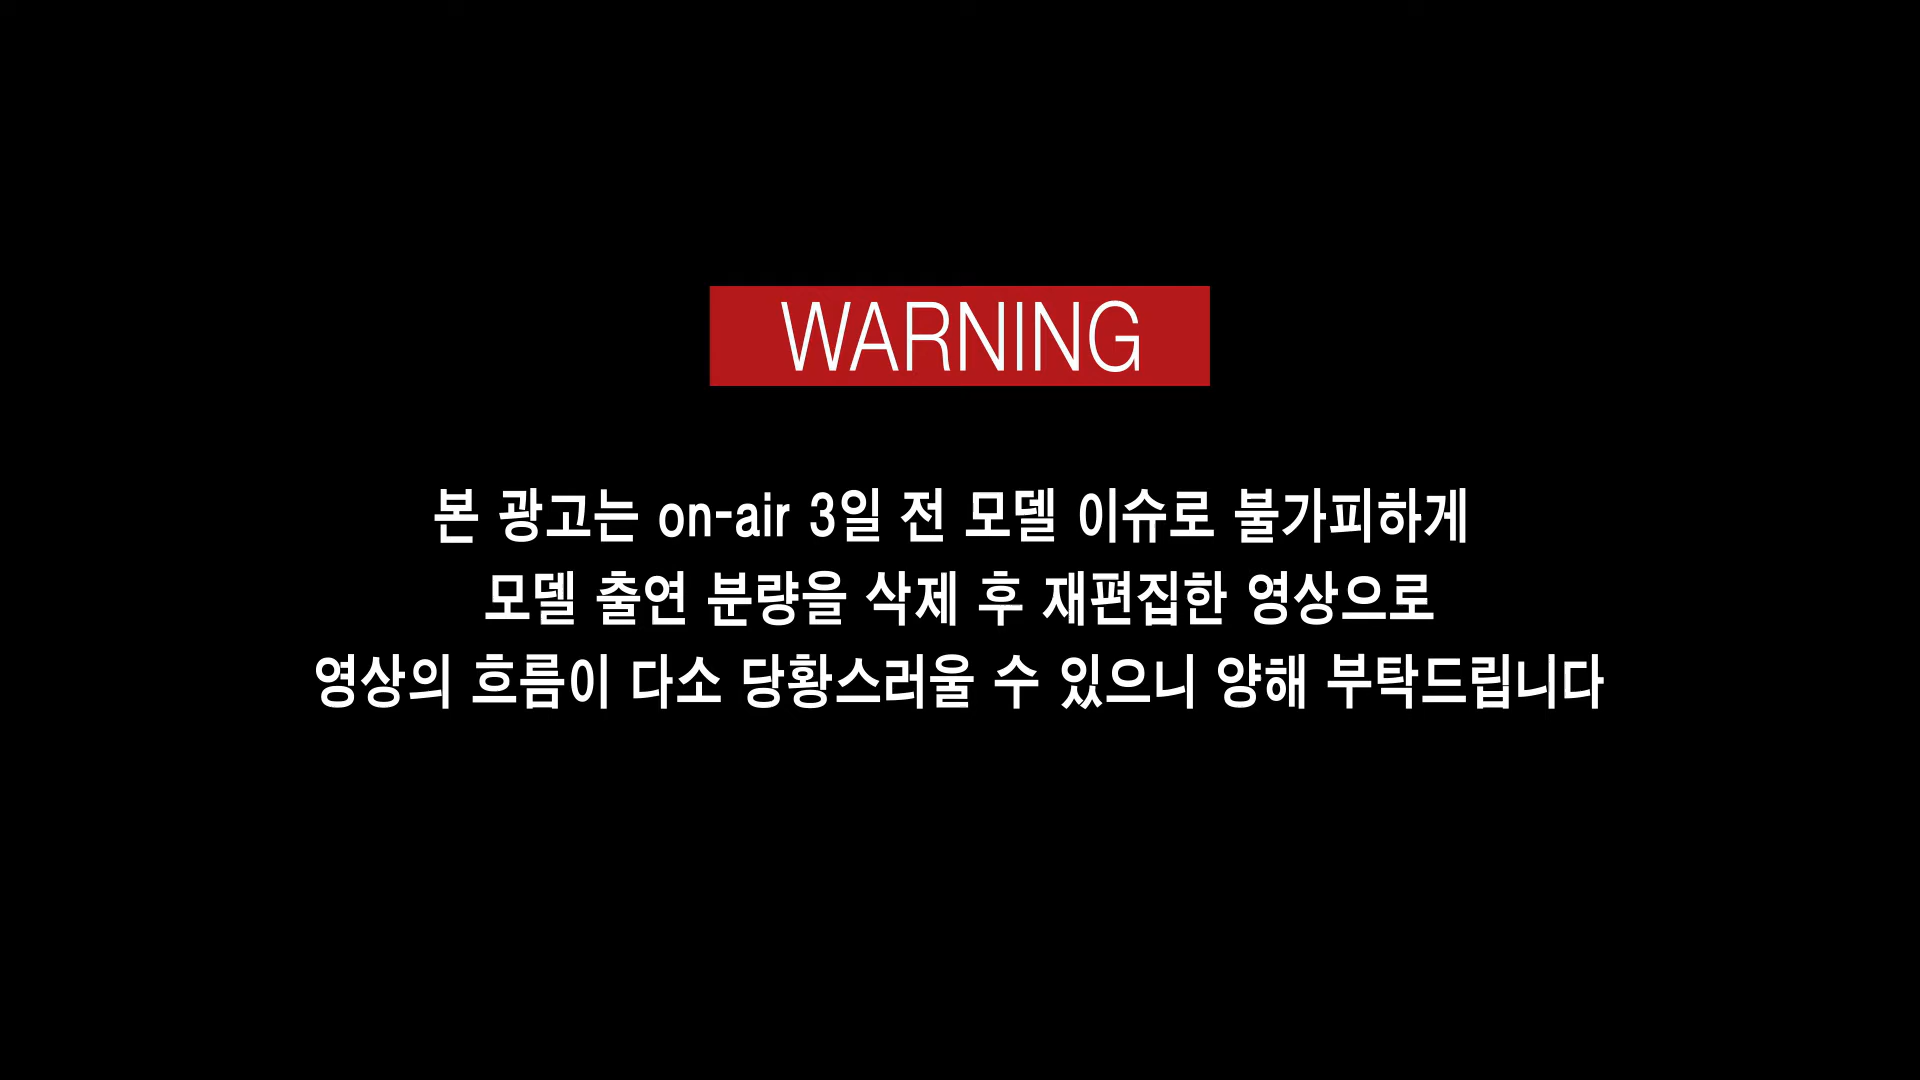 WARNING
본 광고는 on-air 3일 전 모델 이슈로 불가피하게
모델 출연 분량을 삭제 후 재편집한 영상으로
영상의 흐름이 다소 당황스러울 수 있으니 양해 부탁드립니다